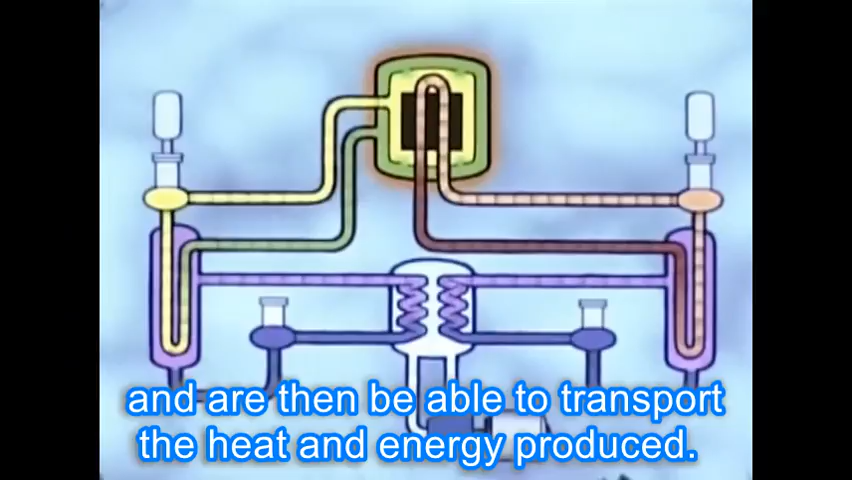 and are then be able to transport
the heat and energy produced.